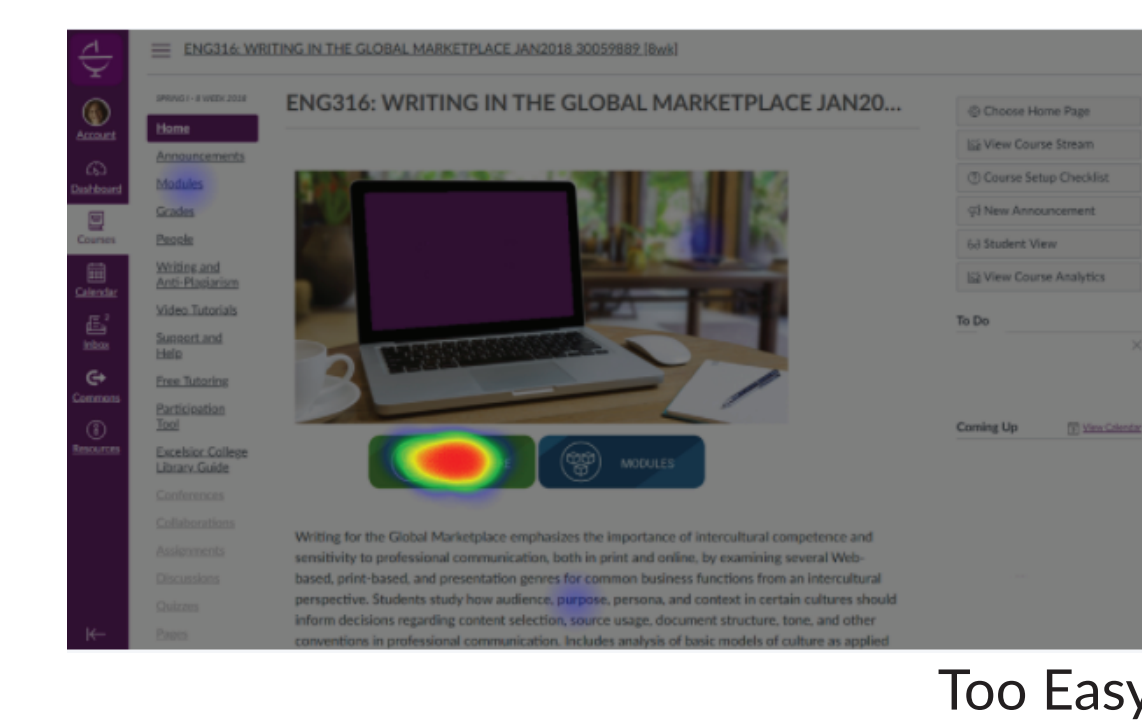 ENG316: WRITING IN THE GLOBAL MARKETPLACE JAN2018 30059889 [8wk]
Account
Dashboard
Courses
Calendar
2
Inbox
Commons
Resources
SPRING I - 8 WEEK 2018
Home
Announcements
Modules
Grades
People
Writing and
Anti-Plagiarism
Video Tutorials
Support and
Help
Free Tutoring
Participation
Tool
Excelsior College
Library Guide
Conferences
Collaborations
Assignments
Discussions
Quizzes
Pages
ENG316: WRITING IN THE GLOBAL MARKETPLACE JAN20...
MODULES
Writing for the Global Marketplace emphasizes the importance of intercultural competence and
sensitivity to professional communication, both in print and online, by examining several Web-
based, print-based, and presentation genres for common business functions from an intercultural
perspective. Students study how audience, purpose, persona, and context in certain cultures should
inform decisions regarding content selection, source usage, document structure, tone, and other
conventions in professional communication. Includes analysis of basic models of culture as applied
Choose Home Page
View Course Stream
Course Setup Checklist
New Announcement
Student View
View Course Analytics
To Do
Coming Up
View Calendar
Too Easy